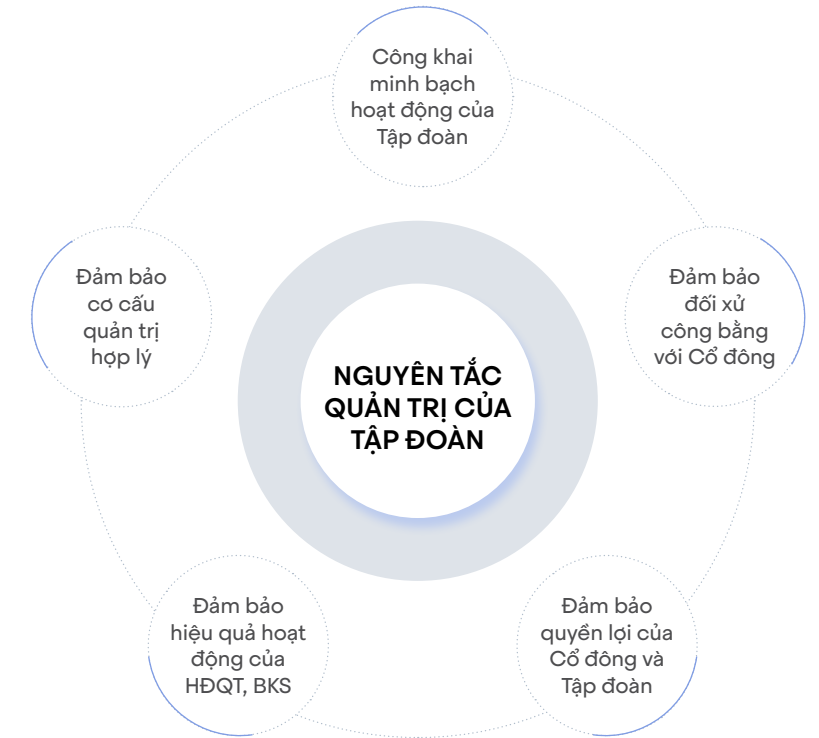 Công khai
minh bạch
hoạt động của
Tập đoàn
Đảm bảo
cơ cấu
quản trị
hợp lý
Đảm bảo
đối xử
công bằng
với Cổ đông
NGUYÊN TẮC
QUẢN TRỊ CỦA
TẬP ĐOÀN
Đảm bảo
hiệu quả hoạt
động của
HĐQT, BKS
Đảm bảo
quyền lợi của
Cổ đông và
Tập đoàn